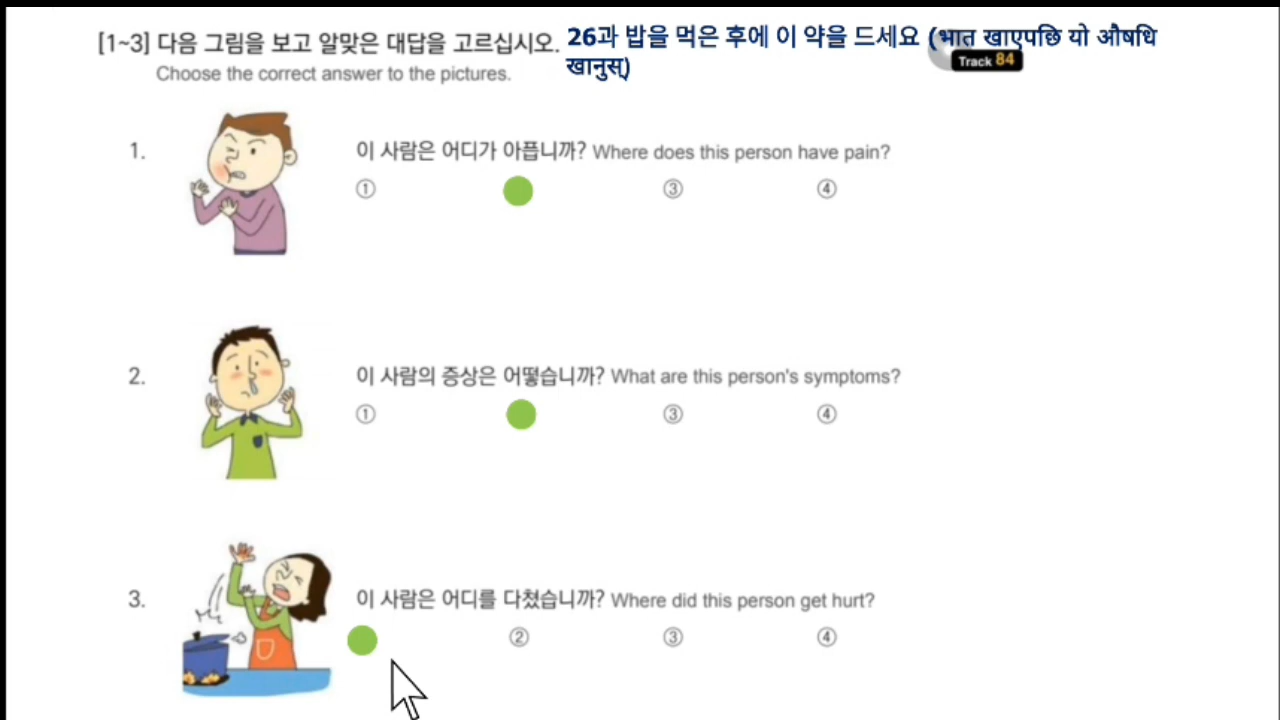 [1~3] 다음 그림을 보고 알맞은 대답을 고르십시오.
26과 밥을 먹은 후에 이 약을 드세요 (भात खाएपछि यो औषधि
खानुस्)
Choose the correct answer to the pictures.
Track 84
1.
이 사람은 어디가 아픕니까? Where does this person have pain?
① ③ ④
2.
이 사람의 증상은 어떻습니까? What are this person's symptoms?
① ③ ④
3.
이 사람은 어디를 다쳤습니까? Where did this person get hurt?
② ③ ④